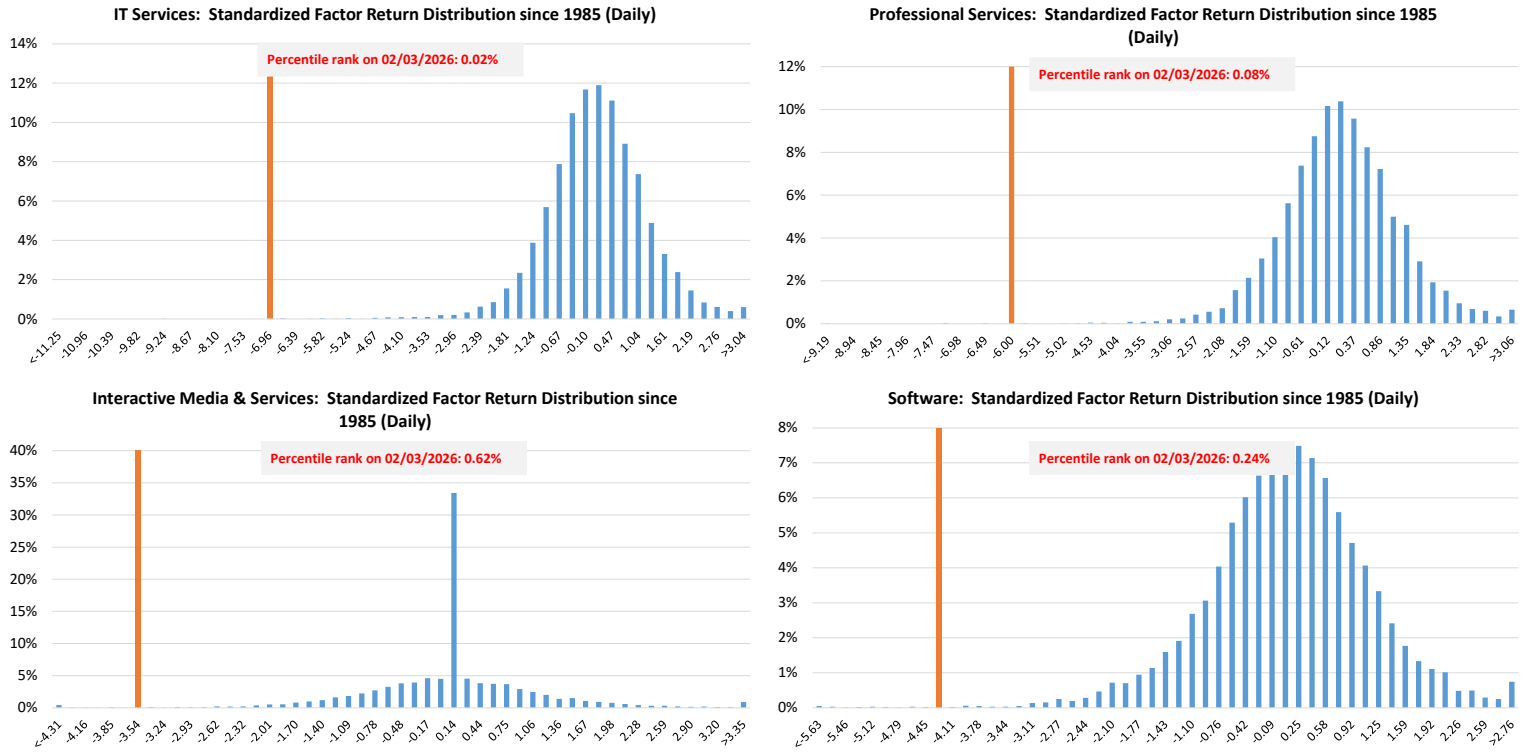 IT Services: Standardized Factor Return Distribution since 1985 (Daily)
Percentile rank on 02/03/2026: 0.02%
14%
12%
10%
8%
6%
4%
2%
0%
<-11.25 -10.96 -10.39 -9.82 -9.24 -8.67 -8.10 -7.53 -6.96 -6.39 -5.82 -5.24 -4.67 -4.10 -3.53 -2.96 -2.39 -1.81 -1.24 -0.67 -0.10 0.47 1.04 1.61 2.19 2.76 >3.04
Professional Services: Standardized Factor Return Distribution since 1985
(Daily)
Percentile rank on 02/03/2026: 0.08%
12%
10%
8%
6%
4%
2%
0%
<-9.19 -8.94 -8.45 -7.96 -7.47 -6.98 -6.49 -6.00 -5.51 -5.02 -4.53 -4.04 -3.55 -3.06 -2.57 -2.08 -1.59 -1.10 -0.61 -0.12 0.37 0.86 1.35 1.84 2.33 2.82 >3.06
Interactive Media & Services: Standardized Factor Return Distribution since
1985 (Daily)
Percentile rank on 02/03/2026: 0.62%
40%
35%
30%
25%
20%
15%
10%
5%
0%
<-4.31 -4.16 -3.85 -3.54 -3.24 -2.93 -2.62 -2.32 -2.01 -1.70 -1.40 -1.09 -0.78 -0.48 -0.17 0.14 0.44 0.75 1.06 1.36 1.67 1.98 2.28 2.59 2.90 3.20 >3.35
Software: Standardized Factor Return Distribution since 1985 (Daily)
Percentile rank on 02/03/2026: 0.24%
8%
7%
6%
5%
4%
3%
2%
1%
0%
<-5.63 -5.46 -5.12 -4.79 -4.45 -4.11 -3.78 -3.44 -3.11 -2.77 -2.44 -2.10 -1.77 -1.43 -1.10 -0.76 -0.42 -0.09 0.25 0.58 0.92 1.25 1.59 1.92 2.26 2.59 >2.76